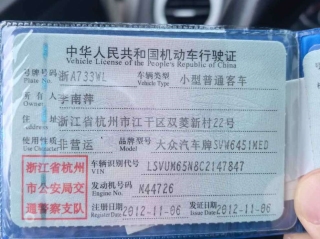 中华人民共和国机动车行驶证
Vehicle License of the People's Republic of China
号牌号码 浙A733WL 车辆类型 小型普通客车
Plate No. Vehicle Type
所有人 李南萍
Owner
住址 浙江省杭州市江干区双菱新村22号
Address
使用性质 非营运 品牌型号 大众汽车牌SVW6451MED
Use Character Model
浙江省杭州
市公安局交
通警察支队
车辆识别代号 LSVUM65N8C2147847
VIN
发动机号码 M44726
Engine No.
注册日期 2012-11-06 发证日期 2012-11-06
Register Date Issue Date